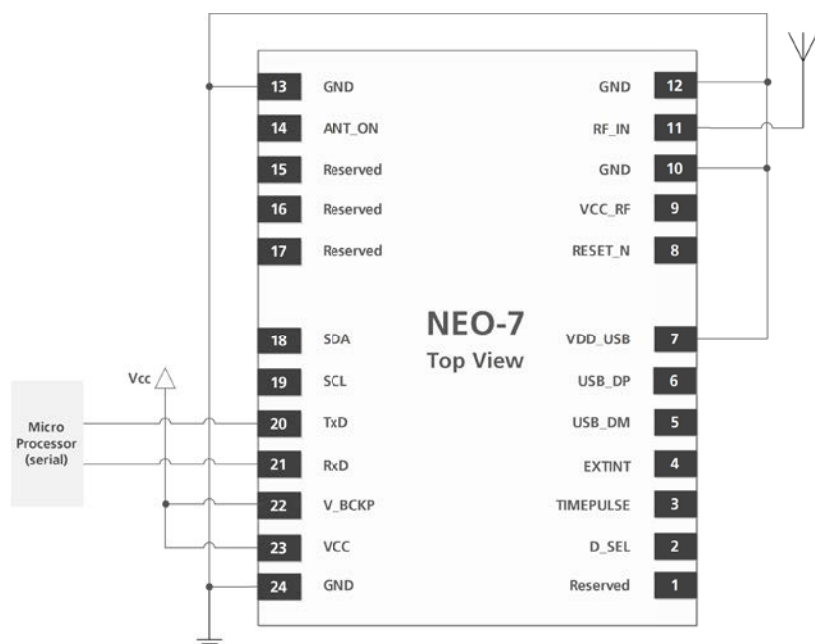 13 GND GND 12
14 ANT_ON RF_IN 11
15 Reserved GND 10
16 Reserved VCC_RF 9
17 Reserved RESET_N 8
NEO-7
Top View
18 SDA VDD_USB 7
Vcc
19 SCL USB_DP 6
Micro
Processor
(serial)
20 TxD USB_DM 5
21 RxD EXTINT 4
22 V_BCKP TIMEPULSE 3
23 VCC D_SEL 2
24 GND Reserved 1